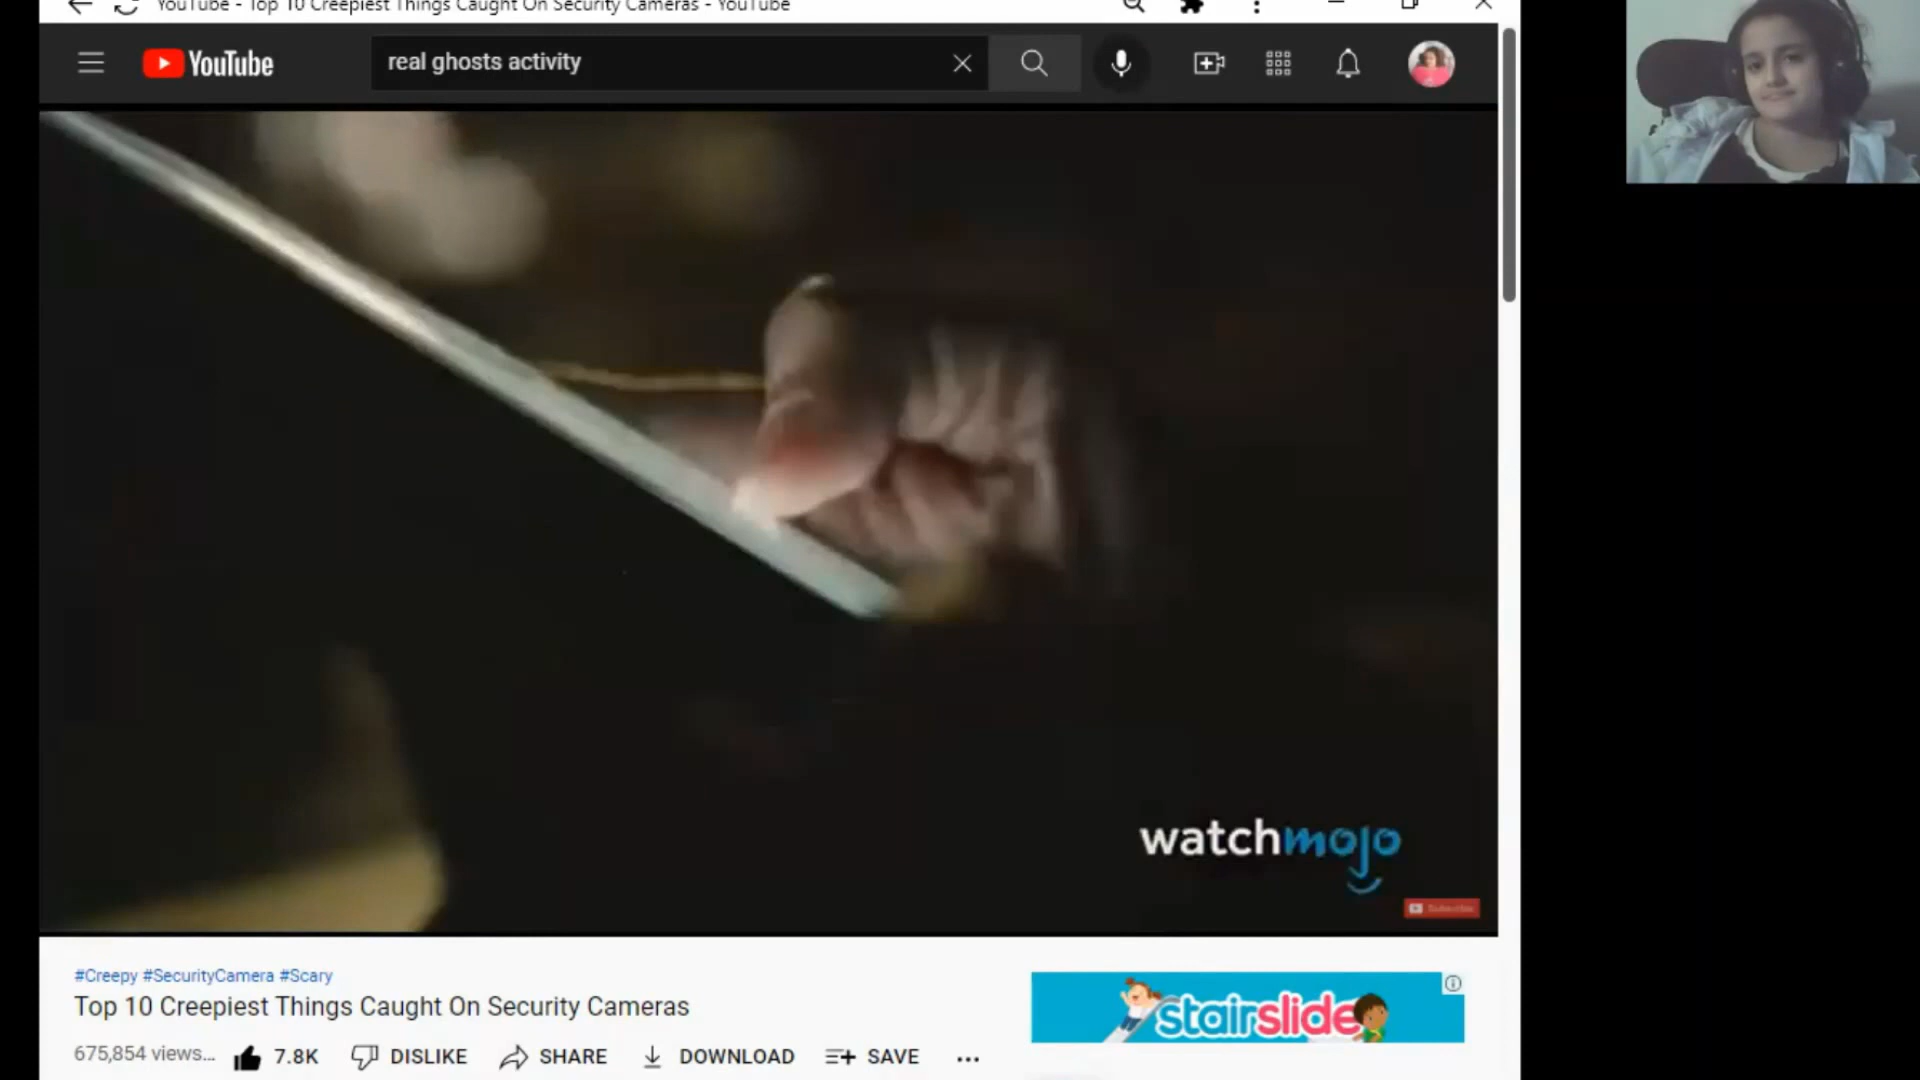 YouTube - Top 10 Creepiest Things Caught On Security Cameras - YouTube
YouTube
real ghosts activity
watchmojo
Subscribe
#Creepy #SecurityCamera #Scary
Top 10 Creepiest Things Caught On Security Cameras
stairslide
675,854 views...
7.8K
DISLIKE
SHARE
DOWNLOAD
SAVE
...